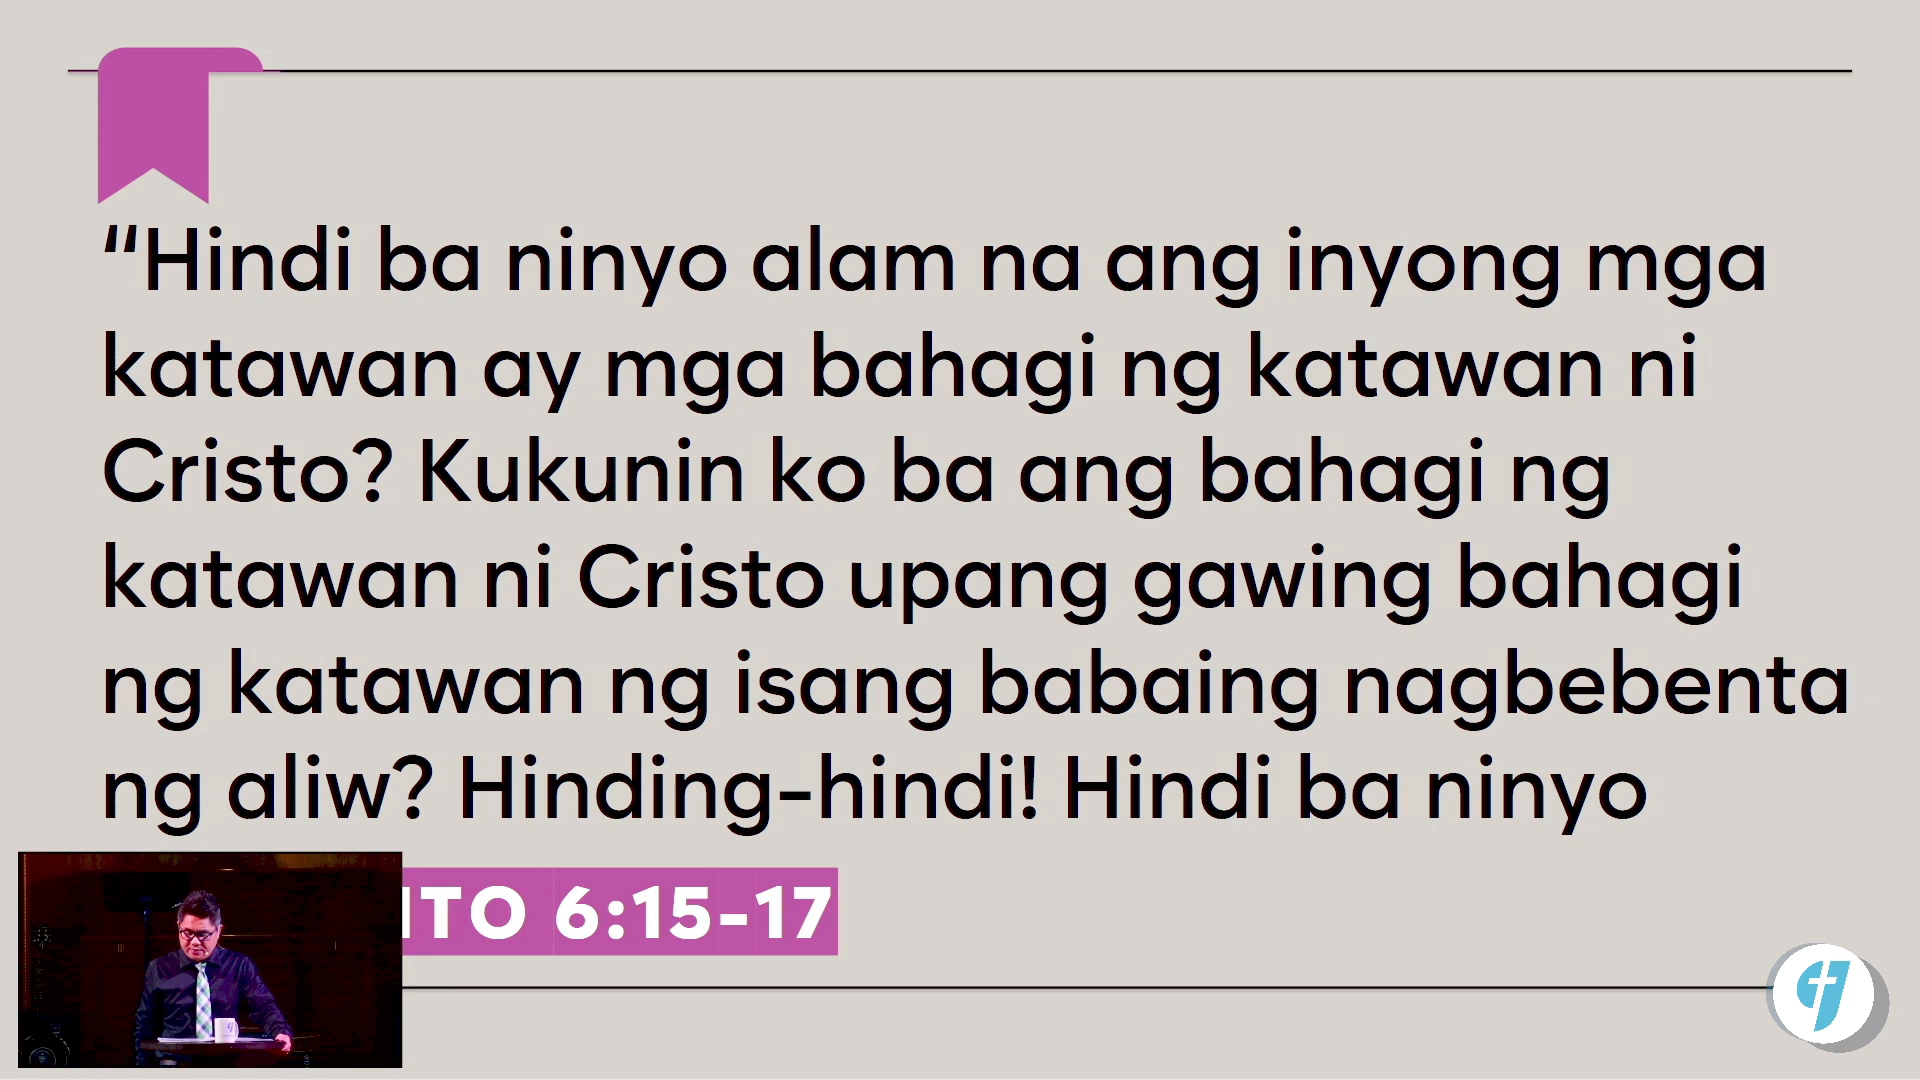 “Hindi ba ninyo alam na ang inyong mga
katawan ay mga bahagi ng katawan ni
Cristo? Kukunin ko ba ang bahagi ng
katawan ni Cristo upang gawing bahagi
ng katawan ng isang babaing nagbebenta
ng aliw? Hinding-hindi! Hindi ba ninyo
6:15-17